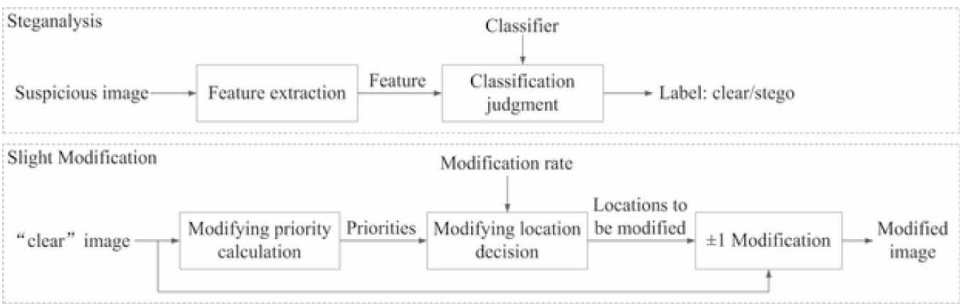 Steganalysis
Classifier
Suspicious image
Feature extraction
Feature
Classification
judgment
Label: clear/stego
Slight Modification
Modification rate
“clear” image
Modifying priority
calculation
Priorities
Modifying location
decision
Locations to
be modified
±1 Modification
Modified
image